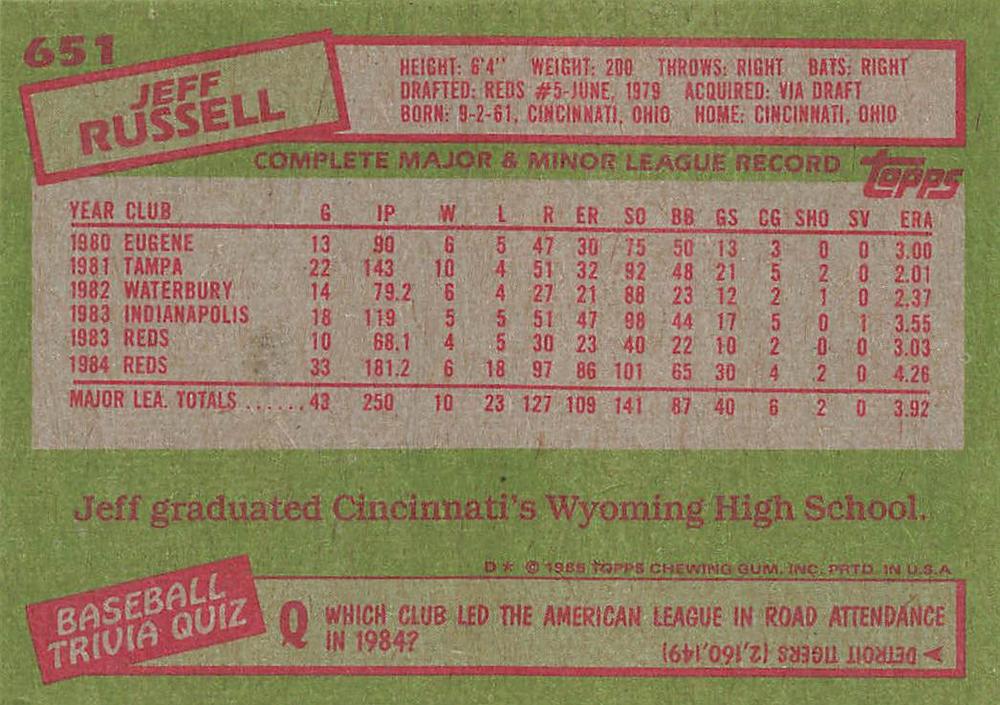 651
JEFF
RUSSELL
HEIGHT: 6'4" WEIGHT: 200 THROWS: RIGHT BATS: RIGHT
DRAFTED: REDS #5-JUNE, 1979 ACQUIRED: VIA DRAFT
BORN: 9-2-61, CINCINNATI, OHIO HOME: CINCINNATI, OHIO
COMPLETE MAJOR & MINOR LEAGUE RECORD
TOPPS
YEAR CLUB G IP W L R ER SO BB GS CG SHO SV ERA
1980 EUGENE 13 90 6 5 47 30 75 50 13 3 0 0 3.00
1981 TAMPA 22 143 10 4 51 32 92 48 21 5 2 0 2.01
1982 WATERBURY 14 79.2 6 4 27 21 88 23 12 2 1 0 2.37
1983 INDIANAPOLIS 18 119 5 5 51 47 98 44 17 5 0 1 3.55
1983 REDS 10 68.1 4 5 30 23 40 22 10 2 0 0 3.03
1984 REDS 33 181.2 6 18 97 86 101 65 30 4 2 0 4.26
MAJOR LEA. TOTALS ......43 250 10 23 127 109 141 87 40 6 2 0 3.92
Jeff graduated Cincinnati's Wyoming High School.
D* © 1985 TOPPS CHEWING GUM, INC. PRTD. IN U.S.A
BASEBALL
TRIVIA QUIZ
Q WHICH CLUB LED THE AMERICAN LEAGUE IN ROAD ATTENDANCE
IN 1984?
DETROIT TIGERS (2,160,149)